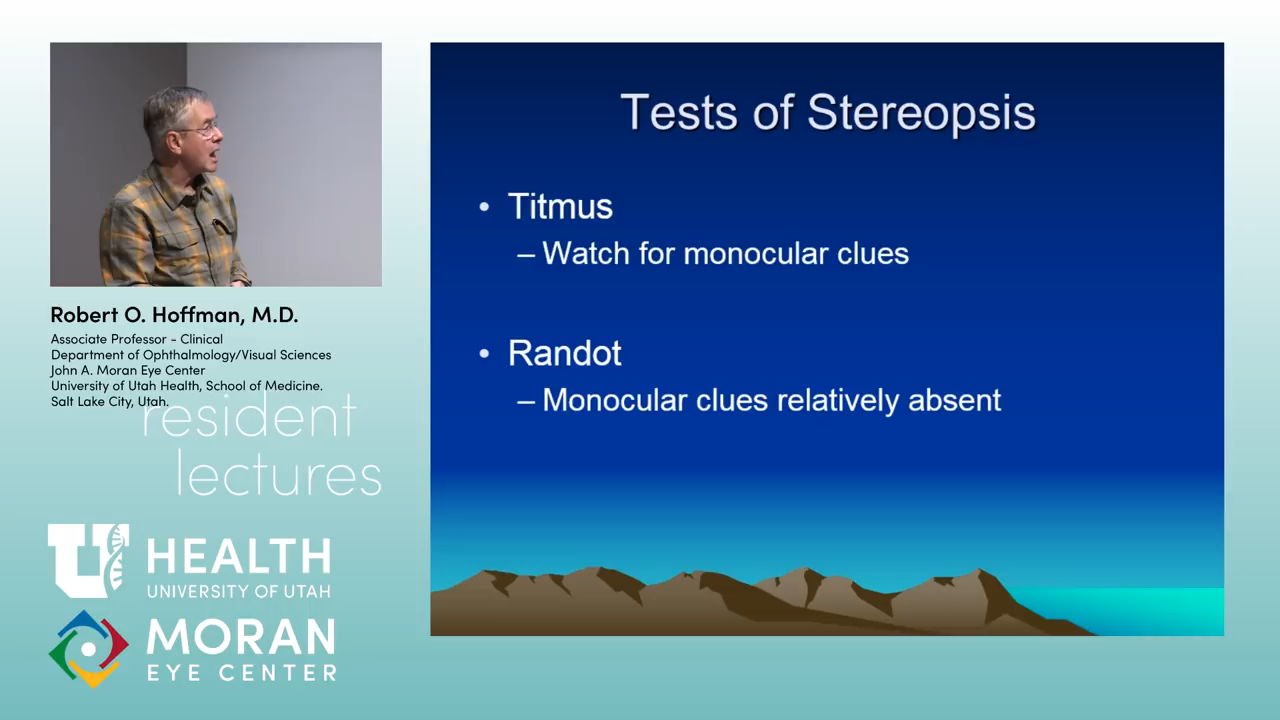 Tests of Stereopsis
• Titmus
– Watch for monocular clues
• Randot
– Monocular clues relatively absent
Robert O. Hoffman, M.D.
Associate Professor - Clinical
Department of Ophthalmology/Visual Sciences
John A. Moran Eye Center
University of Utah Health, School of Medicine.
Salt Lake City, Utah.
resident
lectures
U
HEALTH
UNIVERSITY OF UTAH
MORAN
EYE CENTER